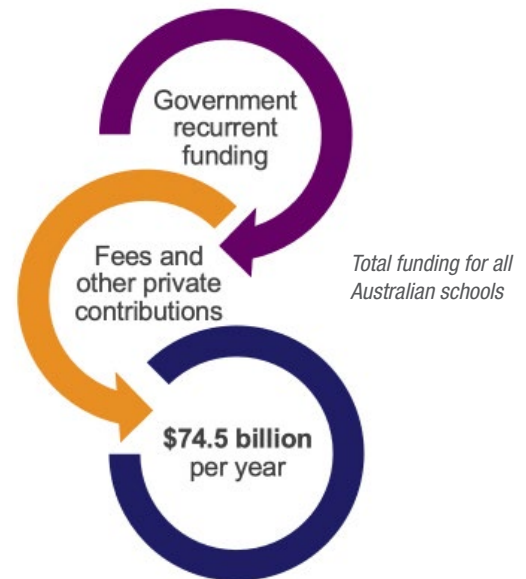 Government
recurrent
funding
Fees and
other private
contributions
Total funding for all
Australian schools
$74.5 billion
per year